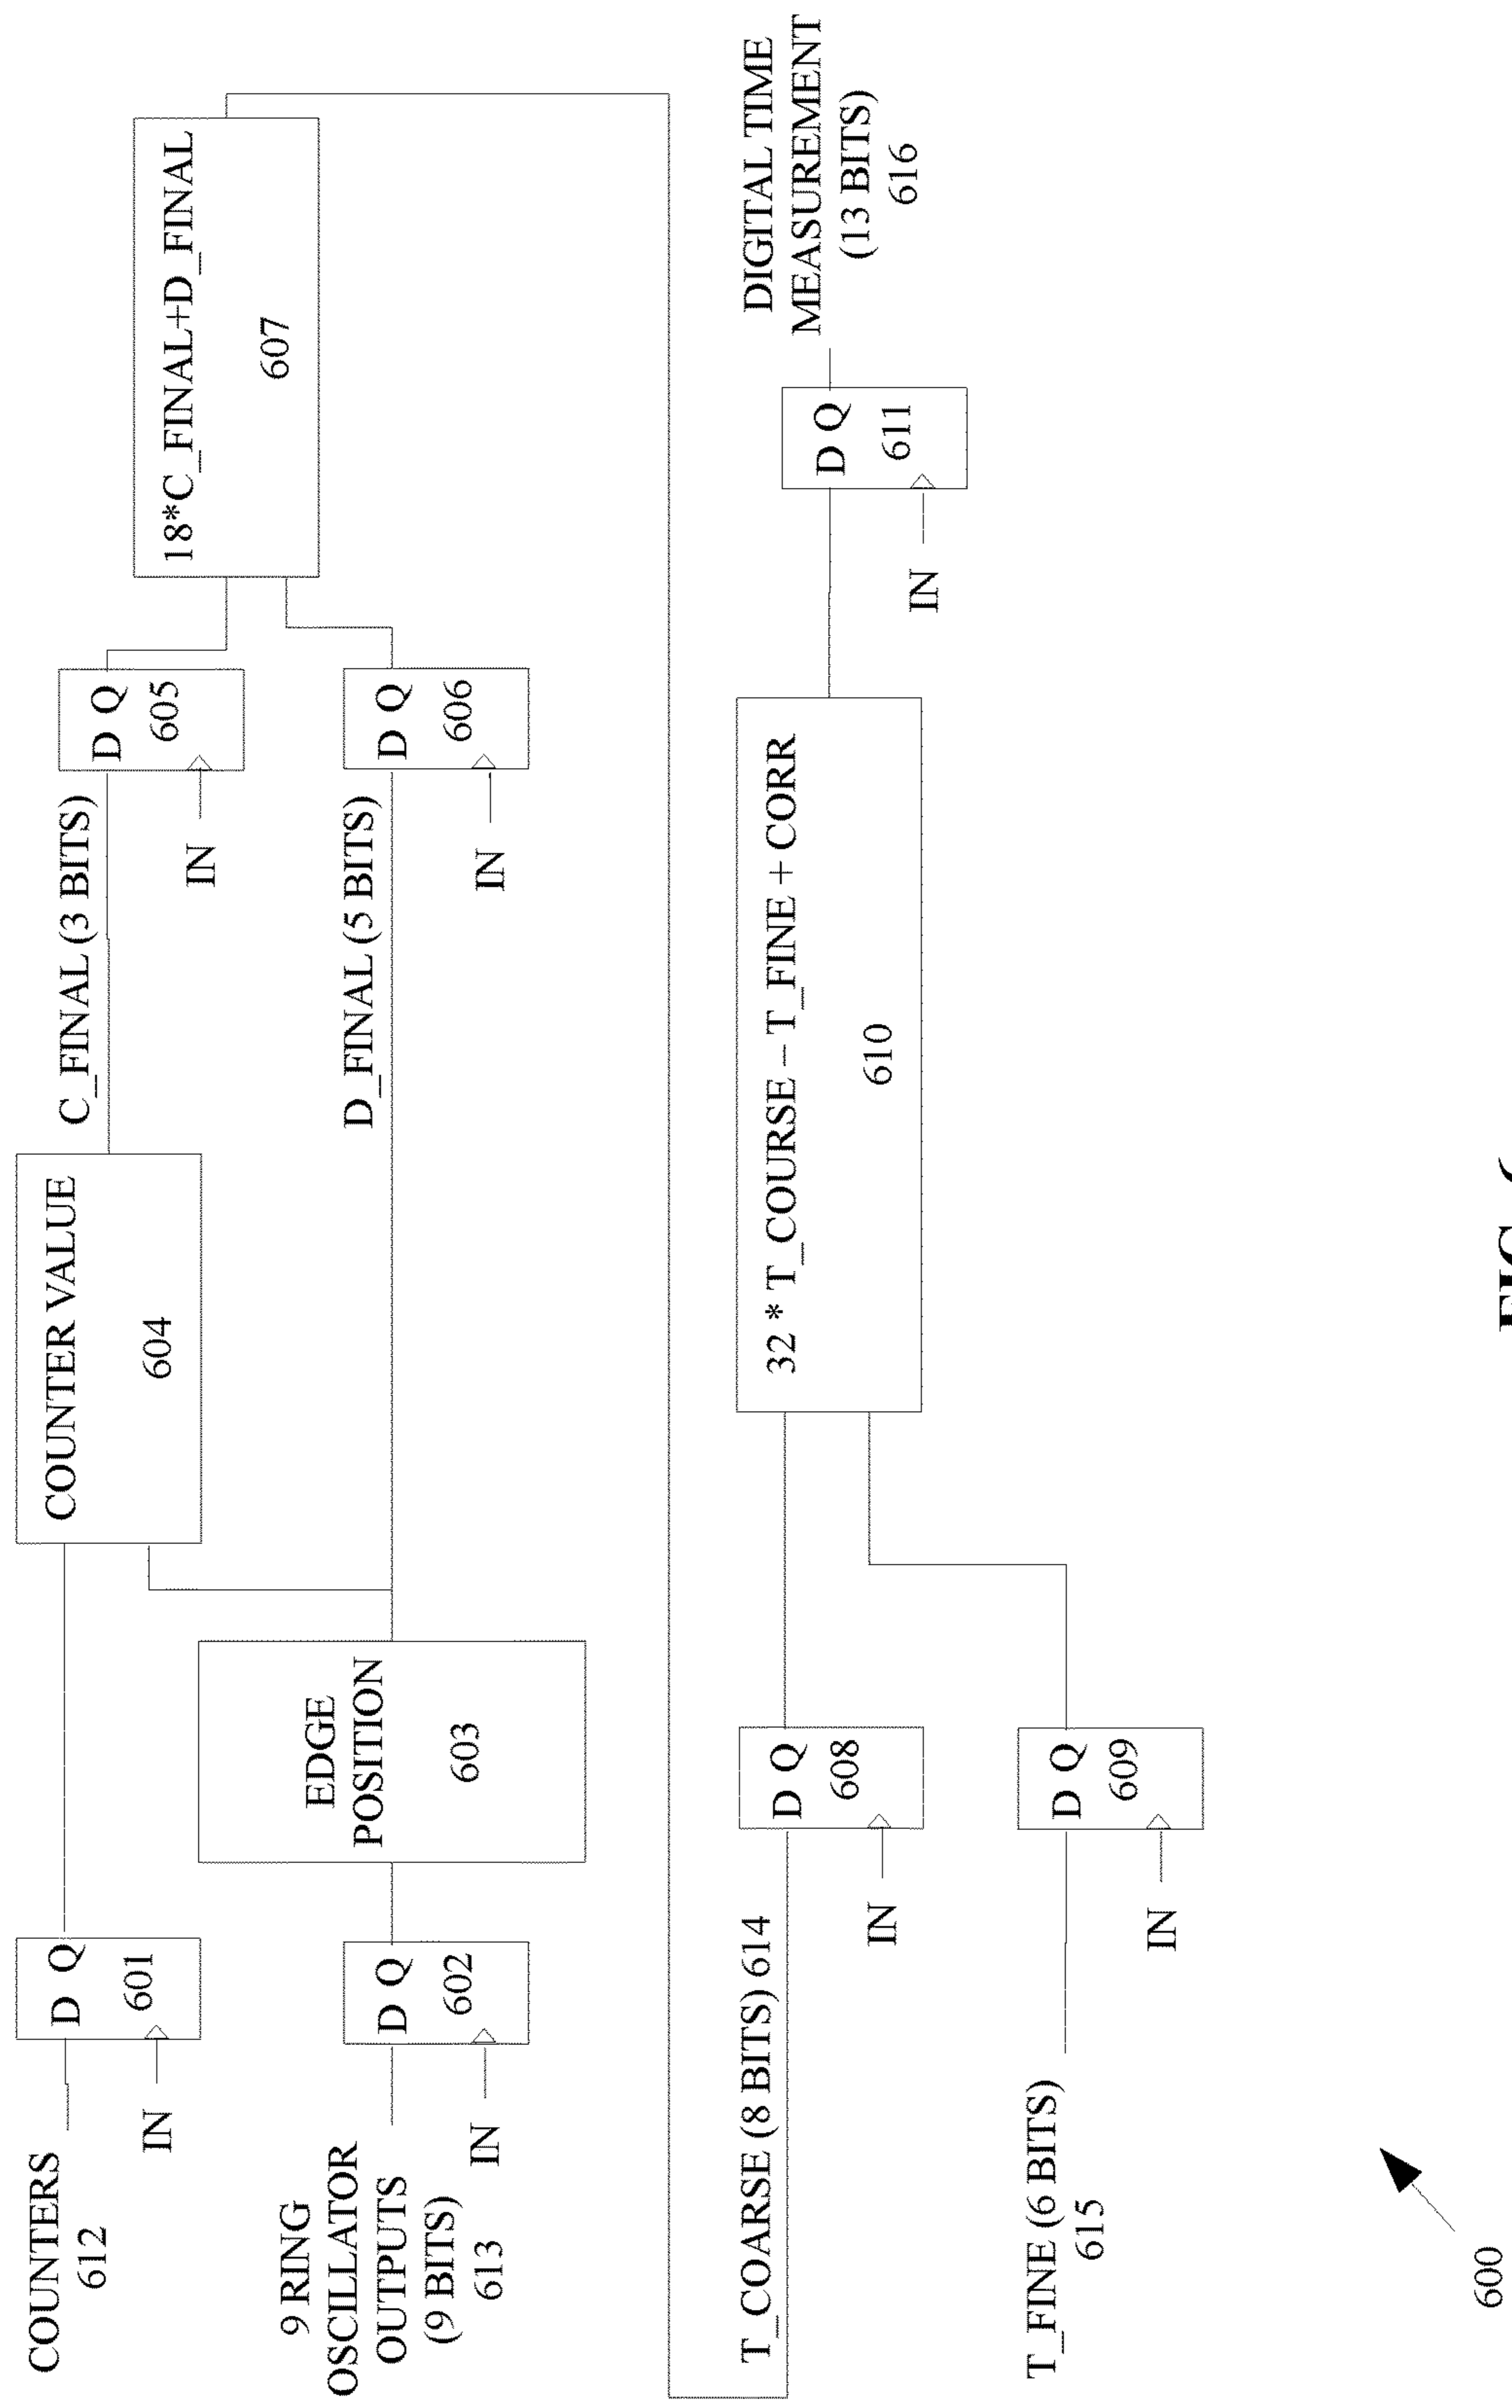 COUNTERS
612
IN
D Q
601
COUNTER VALUE
604
C_FINAL (3 BITS)
D Q
605
IN
18*C_FINAL+D_FINAL
607
9 RING
OSCILLATOR
OUTPUTS
(9 BITS)
613
IN
D Q
602
EDGE
POSITION
603
D_FINAL (5 BITS)
D Q
606
IN
T_COARSE (8 BITS) 614
IN
D Q
608
T_FINE (6 BITS)
615
IN
D Q
609
32 * T_COURSE – T_FINE + CORR
610
D Q
611
IN
DIGITAL TIME
MEASUREMENT
(13 BITS)
616
600